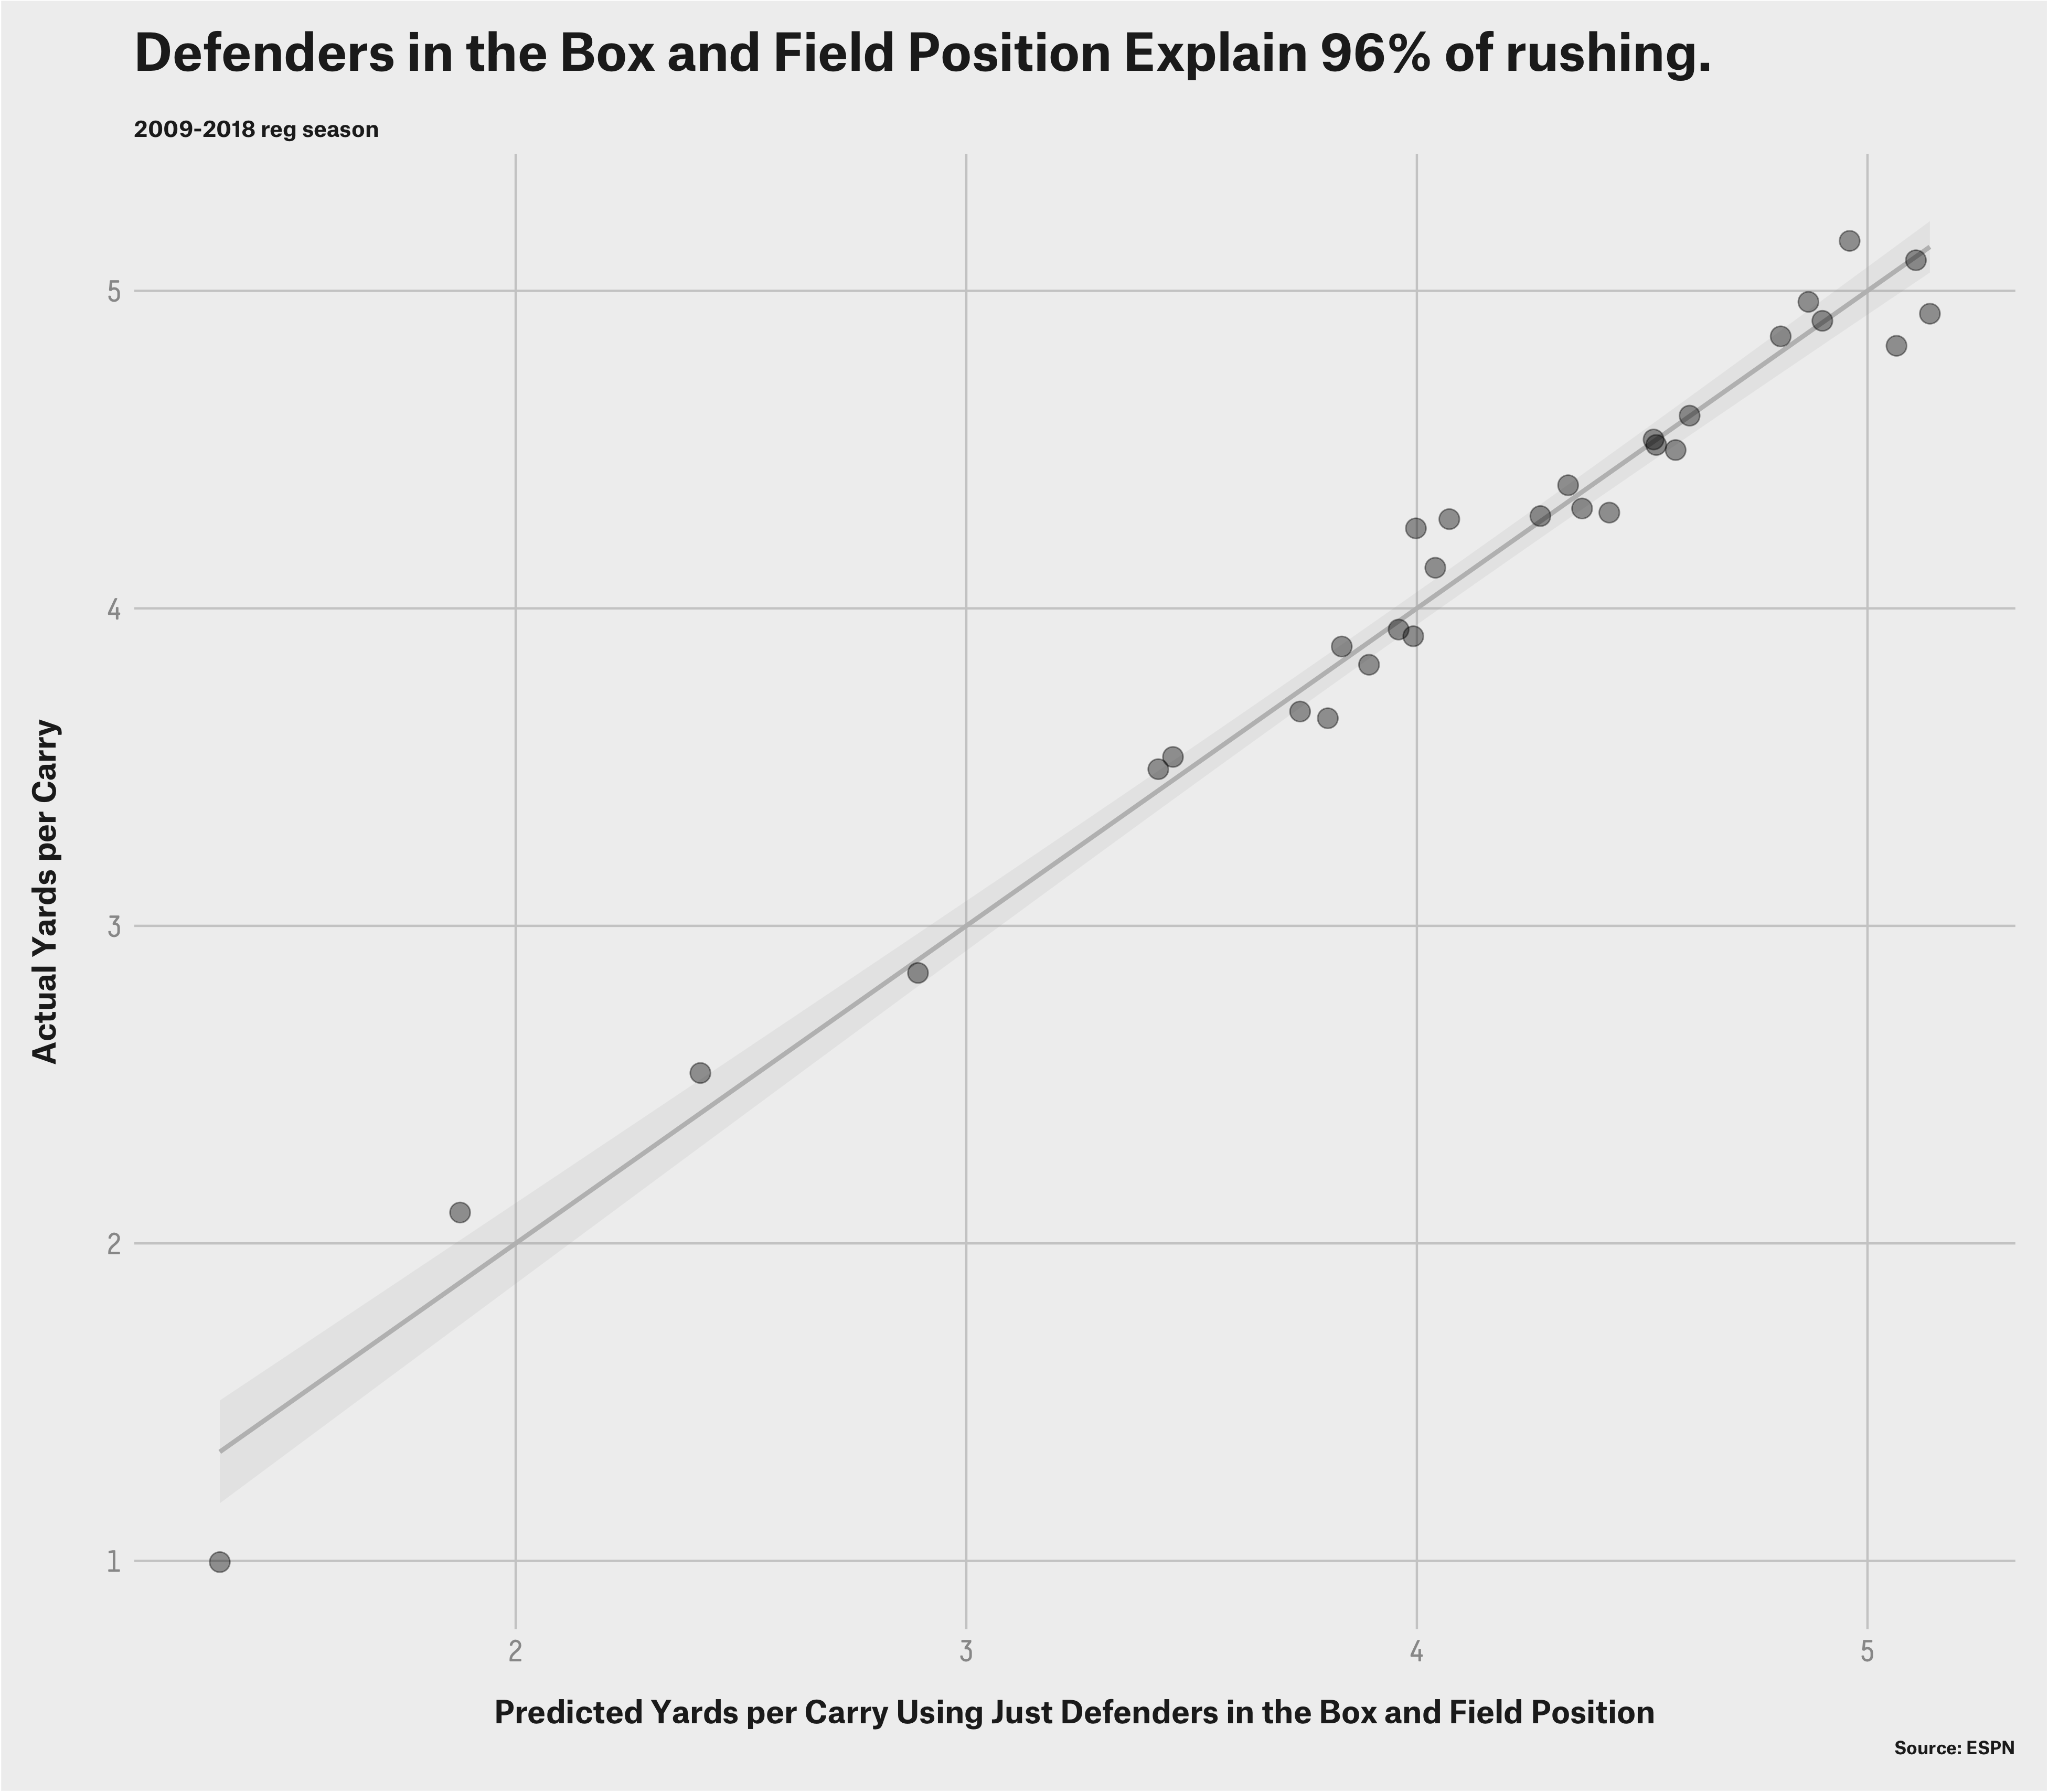 Defenders in the Box and Field Position Explain 96% of rushing.
2009-2018 reg season
5
4
3
2
1
Actual Yards per Carry
2
3
4
5
Predicted Yards per Carry Using Just Defenders in the Box and Field Position
Source: ESPN